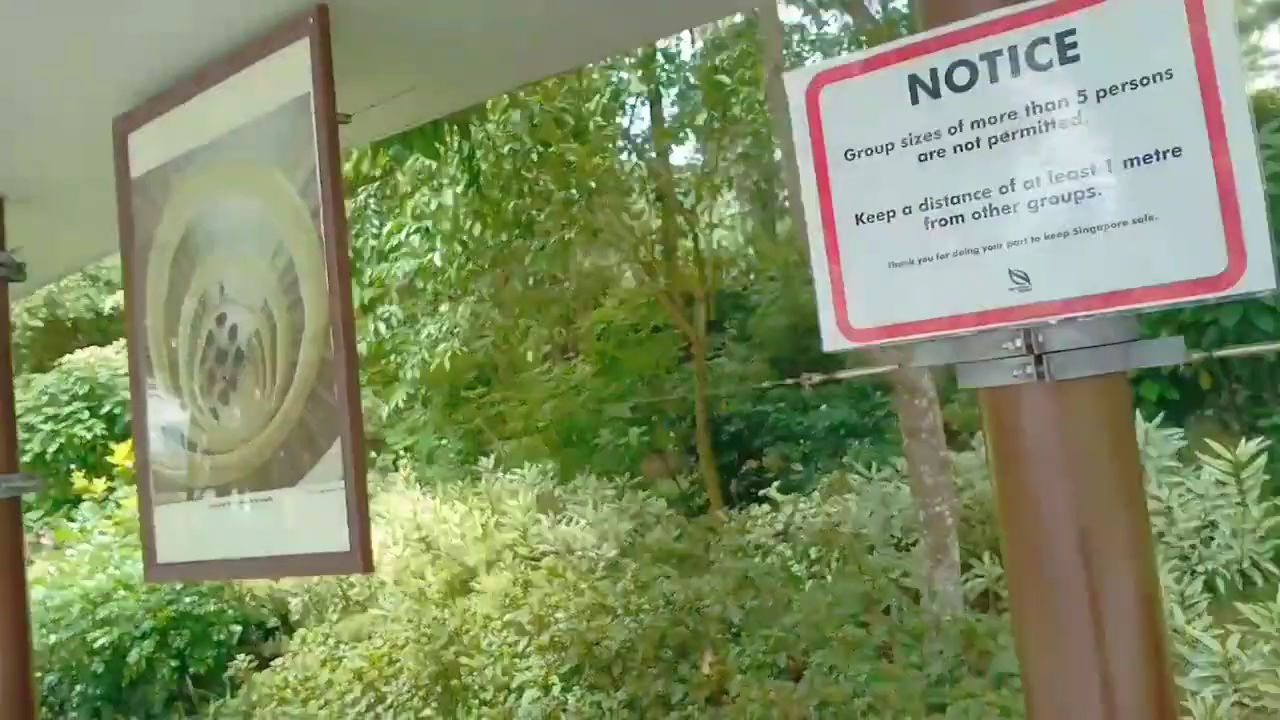 NOTICE
Group sizes of more than 5 persons
are not permitted.
Keep a distance of at least 1 metre
from other groups.
Thank you for doing your part to keep Singapore safe.